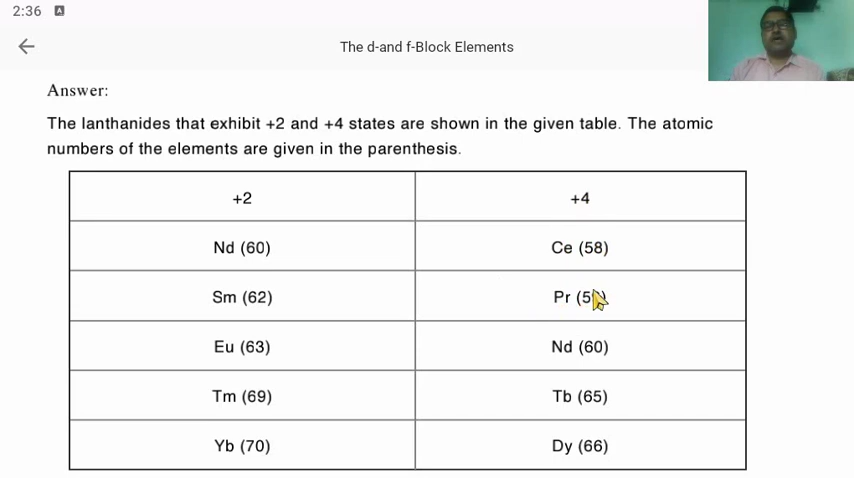 2:36 A
The d-and f-Block Elements
Answer:
The lanthanides that exhibit +2 and +4 states are shown in the given table. The atomic
numbers of the elements are given in the parenthesis.
+2 +4
Nd (60) Ce (58)
Sm (62) Pr
Eu (63) Nd (60)
Tm (69) Tb (65)
Yb (70) Dy (66)